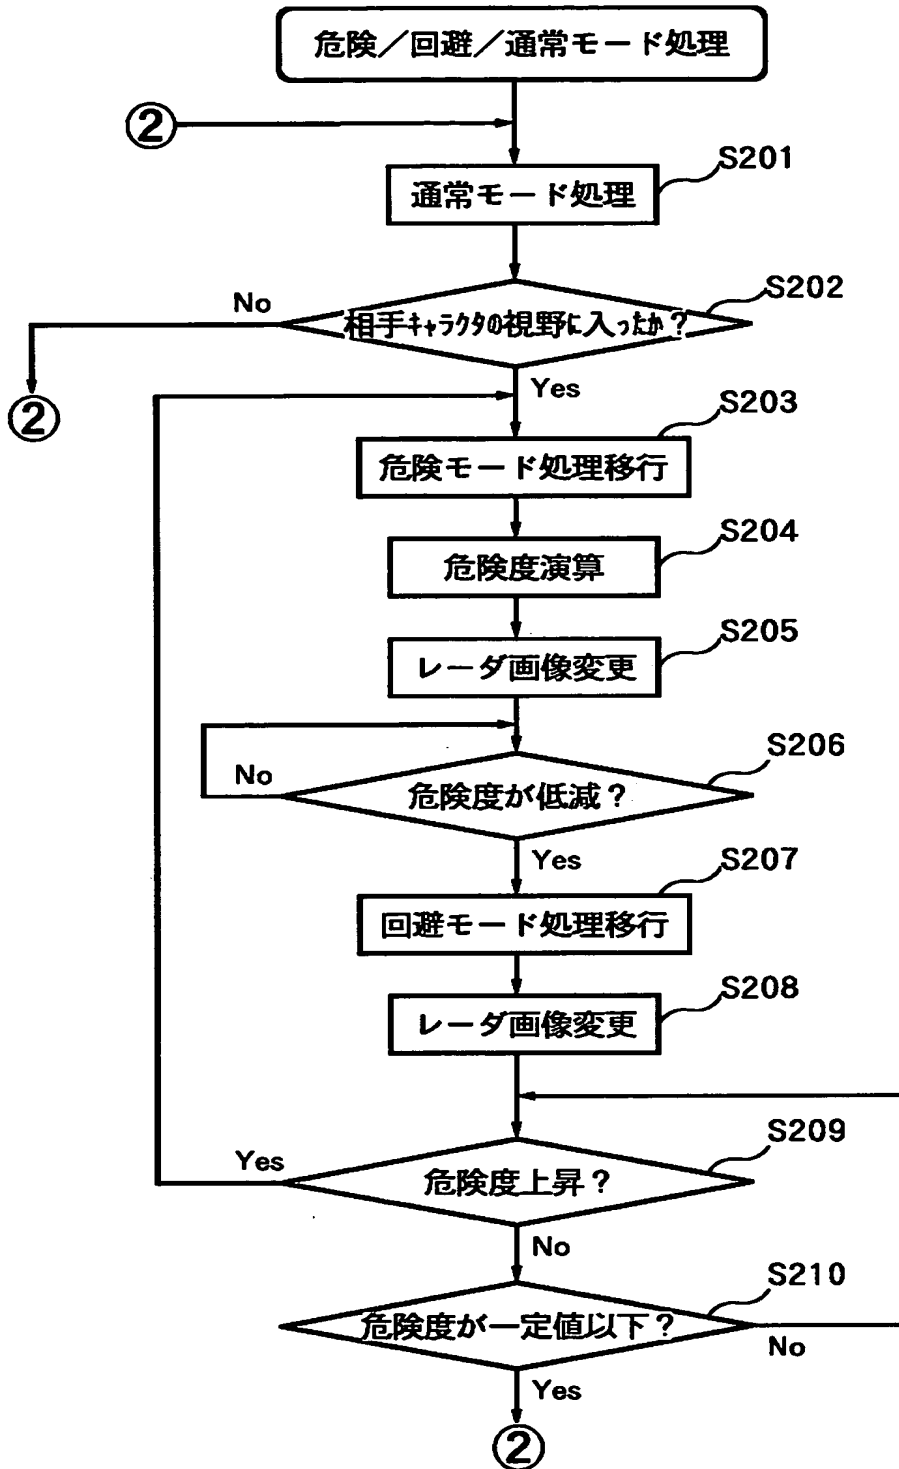 危険／回避／通常モード処理
②
S201
通常モード処理
S202
No
相手キャラクタの視野に入ったか？
Yes
②
S203
危険モード処理移行
S204
危険度演算
S205
レーダ画像変更
S206
No
危険度が低減？
Yes
S207
回避モード処理移行
S208
レーダ画像変更
S209
Yes
危険度上昇？
No
S210
危険度が一定値以下？
No
Yes
②